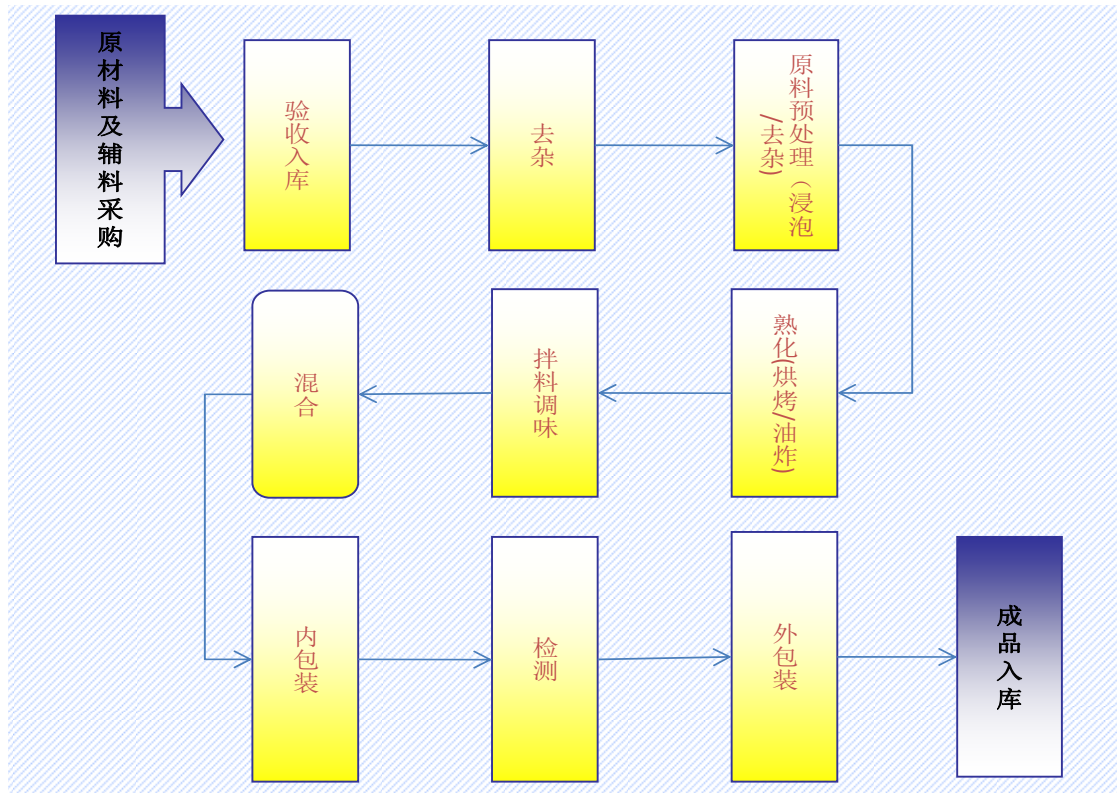 原材料及辅料采购
验收入库
去杂
原料预处理（浸泡
/去杂)
熟化(烘烤/油炸)
拌料调味
混合
内包装
检测
外包装
成品入库